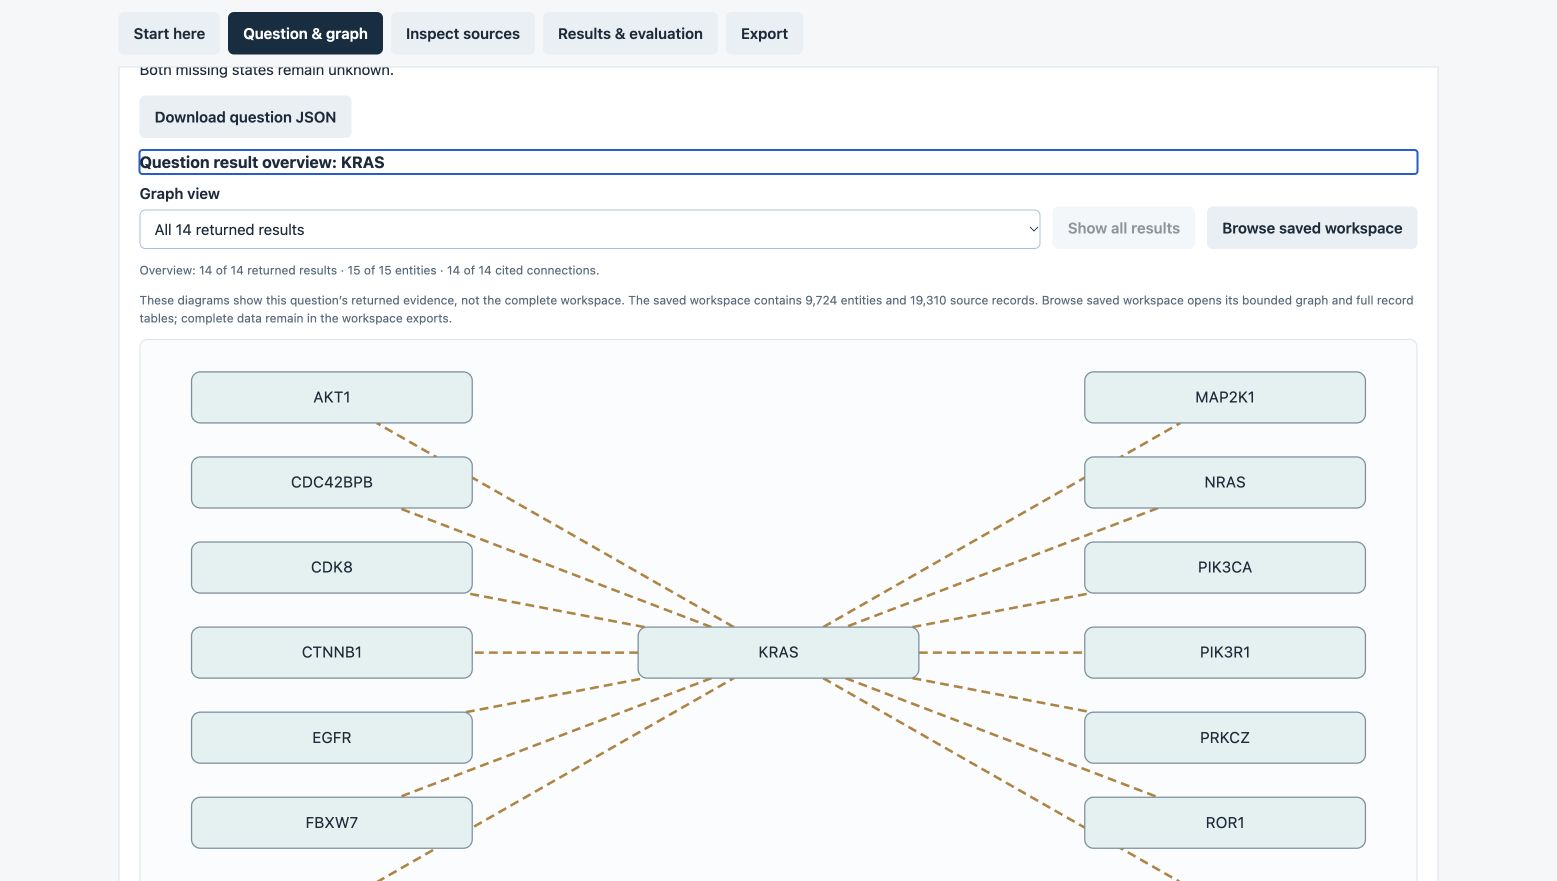 Start here
Question & graph
Inspect sources
Results & evaluation
Export
Both missing states remain unknown.
Download question JSON
Question result overview: KRAS
Graph view
All 14 returned results
Show all results
Browse saved workspace
Overview: 14 of 14 returned results · 15 of 15 entities · 14 of 14 cited connections.
These diagrams show this question's returned evidence, not the complete workspace. The saved workspace contains 9,724 entities and 19,310 source records. Browse saved workspace opens its bounded graph and full record
tables; complete data remain in the workspace exports.
AKT1
MAP2K1
CDC42BPB
NRAS
CDK8
PIK3CA
CTNNB1
KRAS
PIK3R1
EGFR
PRKCZ
FBXW7
ROR1